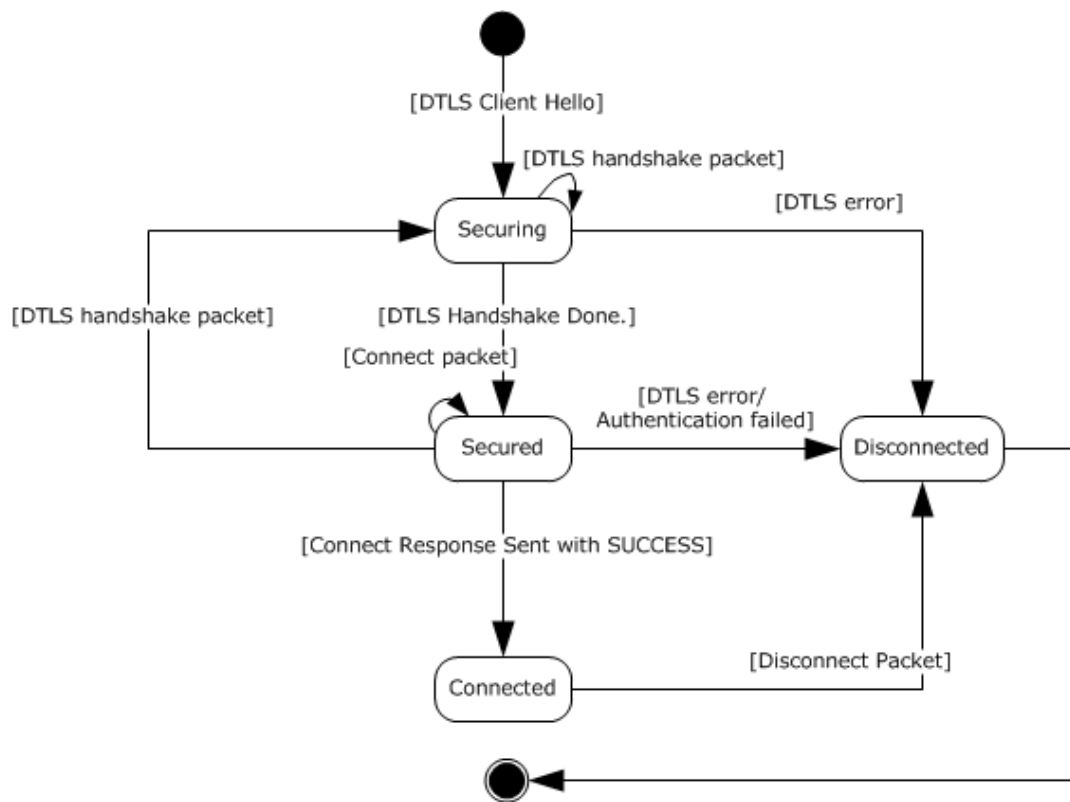 [DTLS Client Hello]
[DTLS handshake packet]
[DTLS error]
Securing
[DTLS handshake packet]
[DTLS Handshake Done.]
[Connect packet]
[DTLS error/
Authentication failed]
Secured
Disconnected
[Connect Response Sent with SUCCESS]
[Disconnect Packet]
Connected